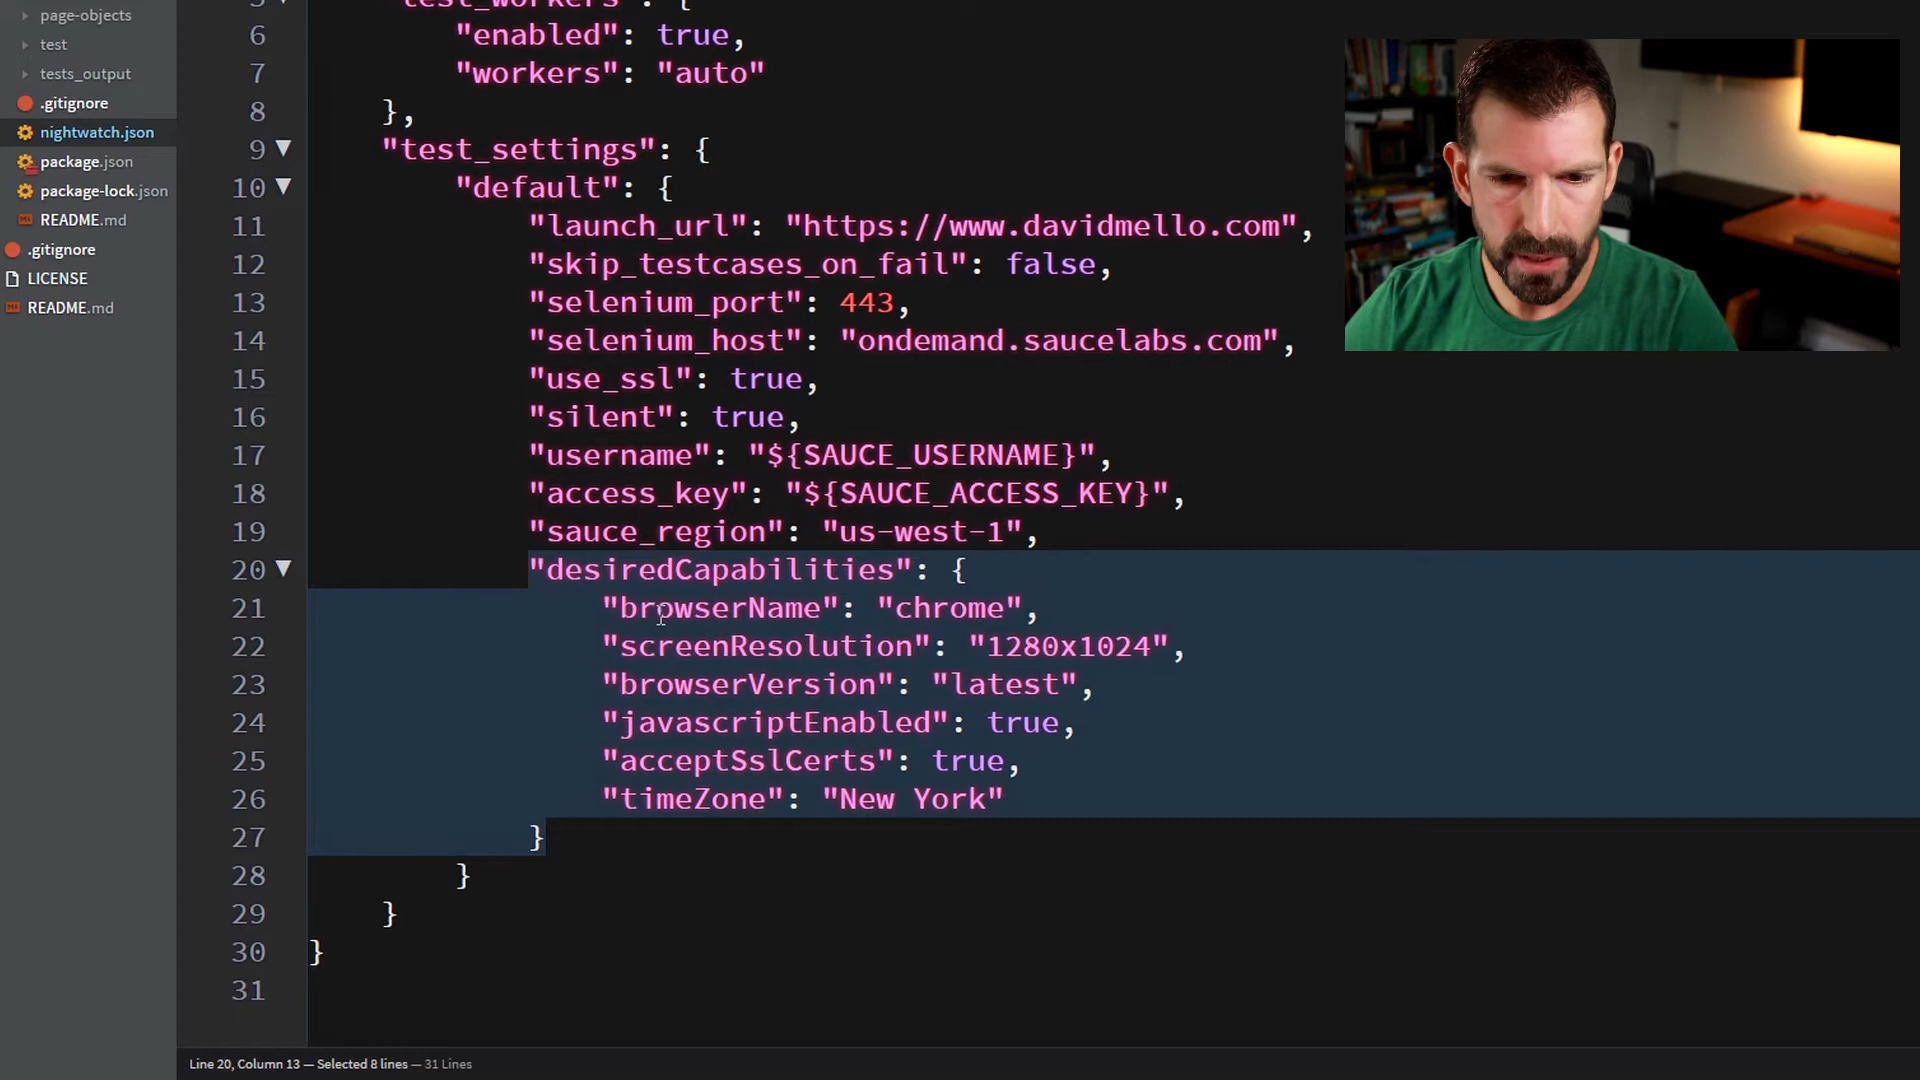 page-objects
test
tests_output
.gitignore
nightwatch.json
package.json
package-lock.json
README.md
.gitignore
LICENSE
README.md
5 "test_workers": {
6 "enabled": true,
7 "workers": "auto"
8 },
9 "test_settings": {
10 "default": {
11 "launch_url": "https://www.davidmello.com",
12 "skip_testcases_on_fail": false,
13 "selenium_port": 443,
14 "selenium_host": "ondemand.saucelabs.com",
15 "use_ssl": true,
16 "silent": true,
17 "username": "${SAUCE_USERNAME}",
18 "access_key": "${SAUCE_ACCESS_KEY}",
19 "sauce_region": "us-west-1",
20 "desiredCapabilities": {
21 "browserName": "chrome",
22 "screenResolution": "1280x1024",
23 "browserVersion": "latest",
24 "javascriptEnabled": true,
25 "acceptSslCerts": true,
26 "timeZone": "New York"
27 }
28 }
29 }
30 }
31
Line 20, Column 13 — Selected 8 lines — 31 Lines